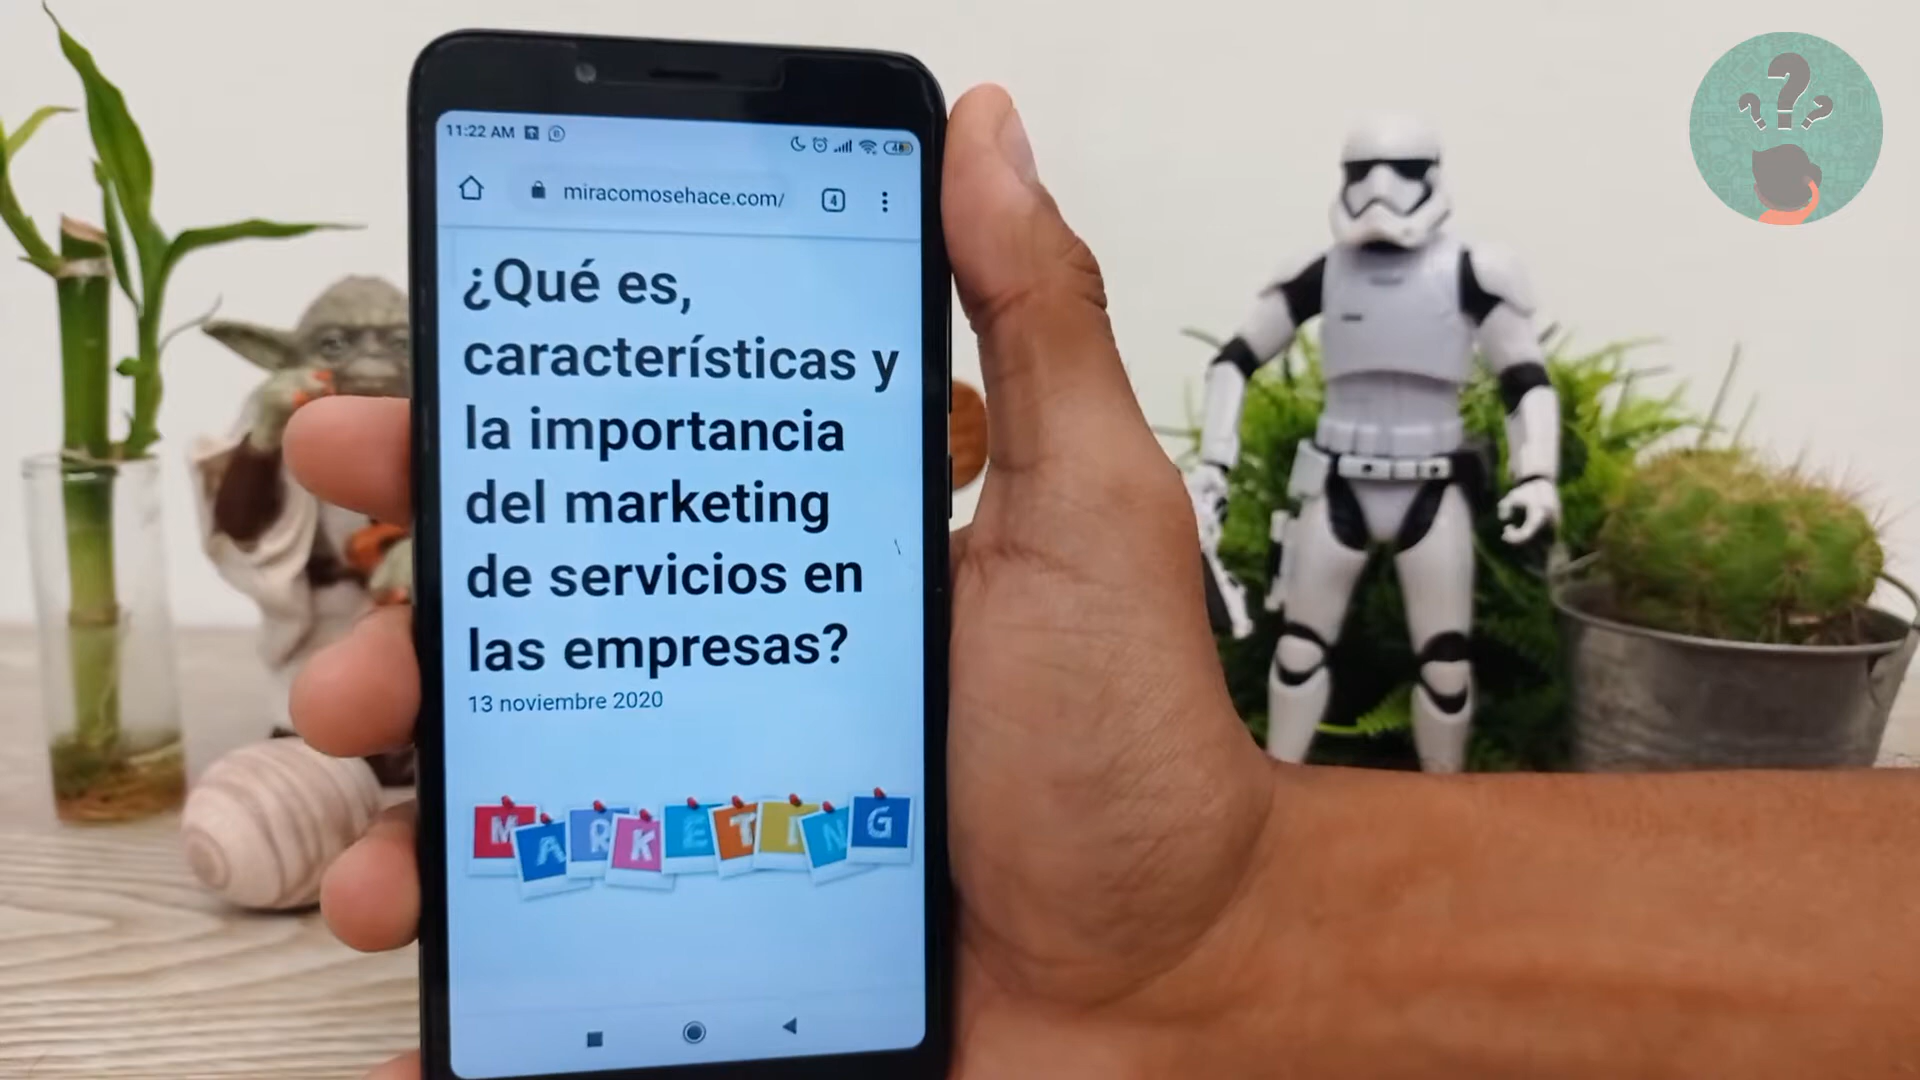 11:22 AM
48
miracomosehace.com/
4
¿Qué es,
características y
la importancia
del marketing
de servicios en
las empresas?
13 noviembre 2020
MARKETING